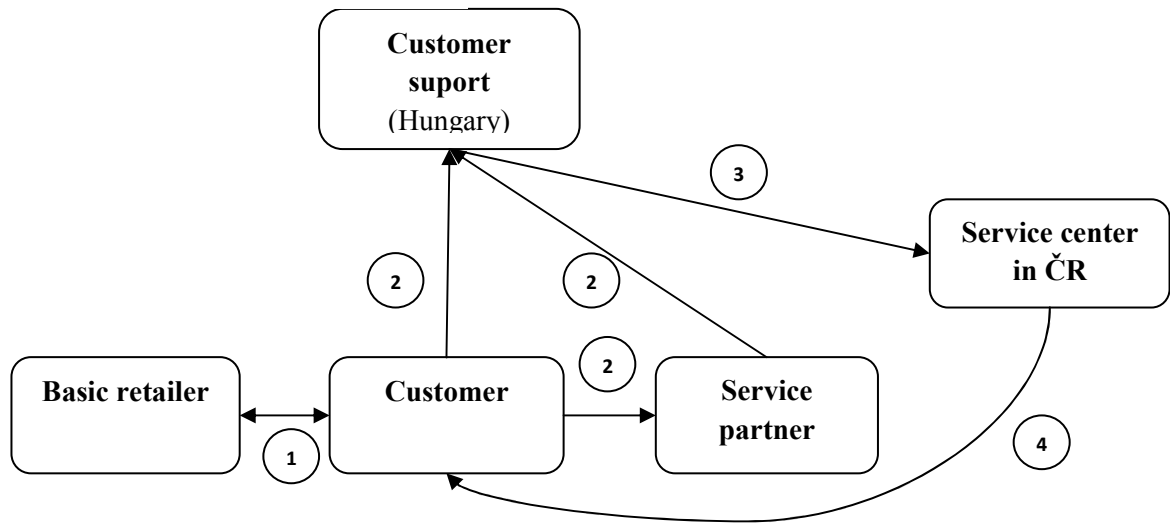 Customer
suport
(Hungary)
3
Service center
in ČR
2
2
2
Basic retailer
Customer
Service
partner
1
4